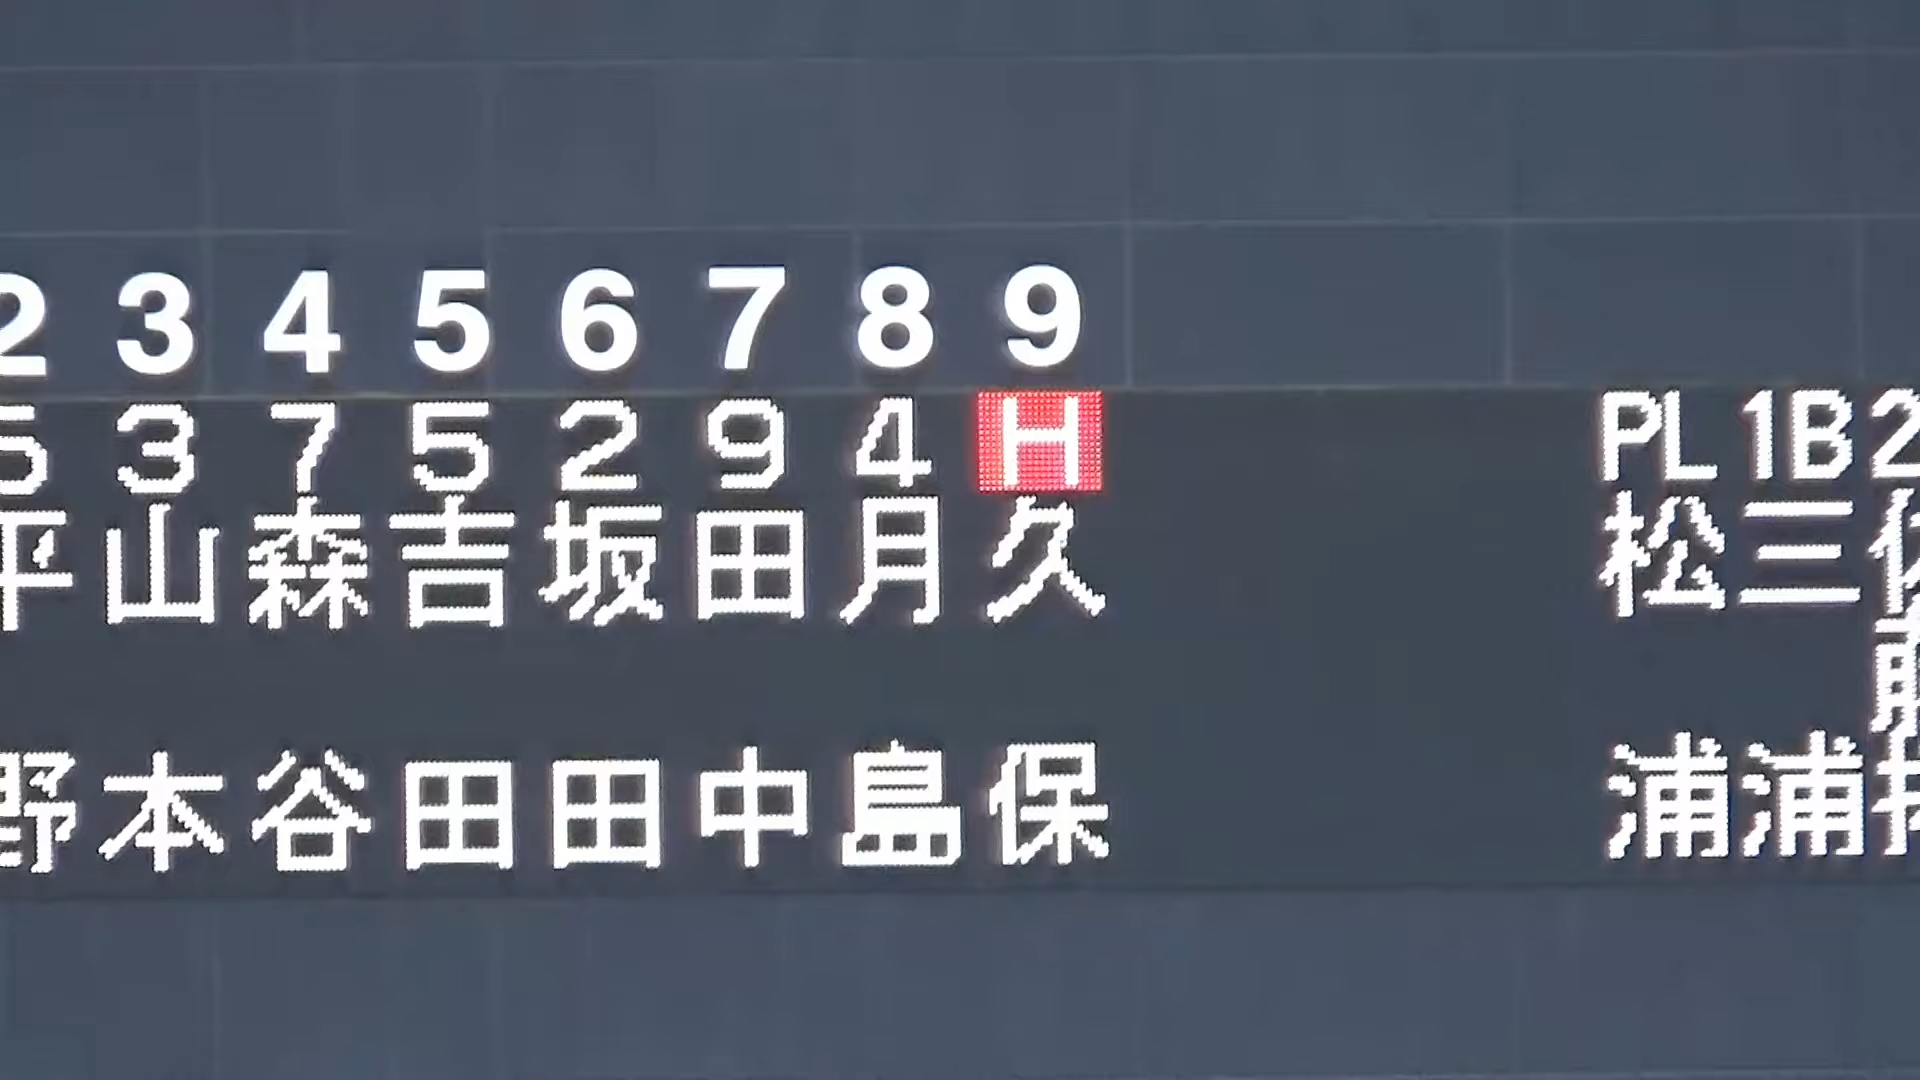 2 3 4 5 6 7 8 9
5 3 7 5 2 9 4 H PL 1B 2
平 山 森 吉 坂 田 月 久 松 三
野 本 谷 田 田 中 島 保 浦 浦